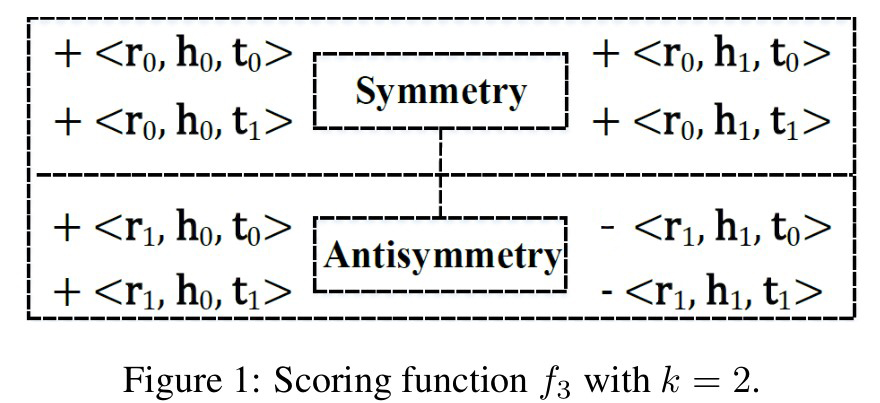 + <r₀, h₀, t₀> Symmetry + <r₀, h₁, t₀>
+ <r₀, h₀, t₁> + <r₀, h₁, t₁>
+ <r₁, h₀, t₀> Antisymmetry - <r₁, h₁, t₀>
+ <r₁, h₀, t₁> - <r₁, h₁, t₁>
Figure 1: Scoring function f₃ with k = 2.